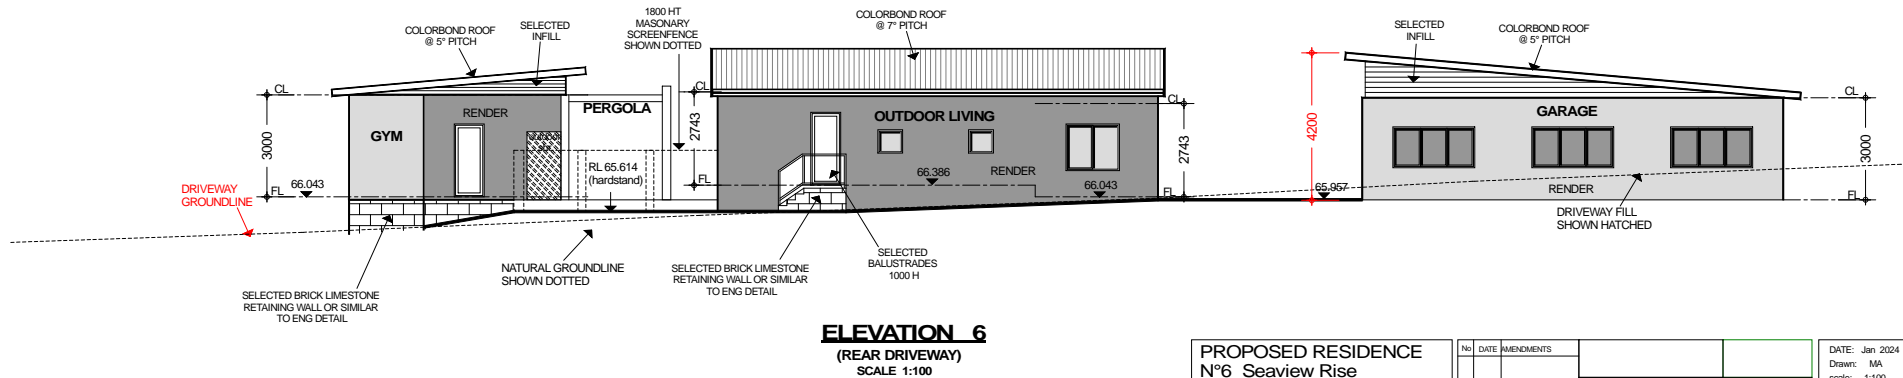 COLORBOND ROOF
@ 5° PITCH
SELECTED
INFILL
1800 HT
MASONARY
SCREENFENCE
SHOWN DOTTED
COLORBOND ROOF
@ 7° PITCH
SELECTED
INFILL
COLORBOND ROOF
@ 5° PITCH
CL
3000
FL
66.043
GYM
RENDER
PERGOLA
RL 65.614
(hardstand)
CL
2743
FL
OUTDOOR LIVING
66.386
RENDER
66.043
CL
2743
FL
4200
65.957
GARAGE
RENDER
CL
3000
FL
DRIVEWAY
GROUNDLINE
DRIVEWAY FILL
SHOWN HATCHED
SELECTED BRICK LIMESTONE
RETAINING WALL OR SIMILAR
TO ENG DETAIL
NATURAL GROUNDLINE
SHOWN DOTTED
SELECTED BRICK LIMESTONE
RETAINING WALL OR SIMILAR
TO ENG DETAIL
SELECTED
BALUSTRADES
1000 H
ELEVATION 6
(REAR DRIVEWAY)
SCALE 1:100
PROPOSED RESIDENCE
N°6 Seaview Rise
No DATE AMENDMENTS
DATE: Jan 2024
Drawn: MA
scale: 1:100